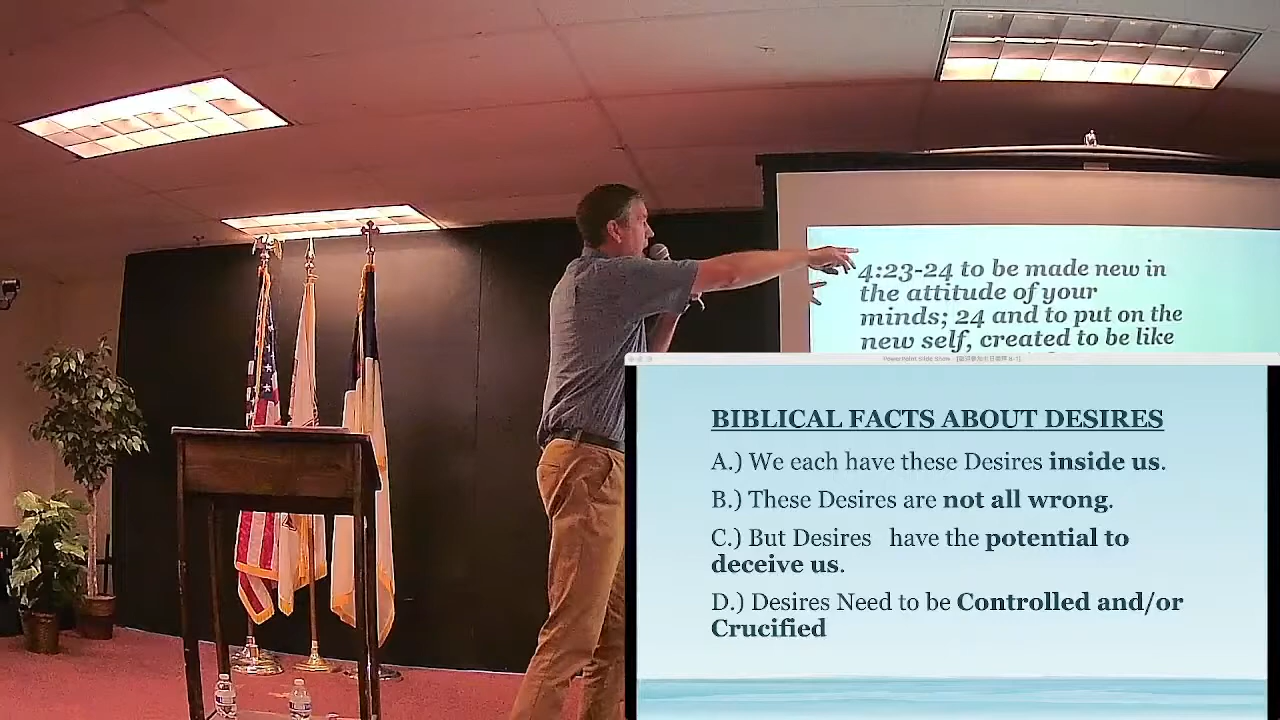 4:23-24 to be made new in
the attitude of your
minds; 24 and to put on the
new self, created to be like
PowerPoint Slide Show -
BIBLICAL FACTS ABOUT DESIRES
A.) We each have these Desires inside us.
B.) These Desires are not all wrong.
C.) But Desires have the potential to
deceive us.
D.) Desires Need to be Controlled and/or
Crucified